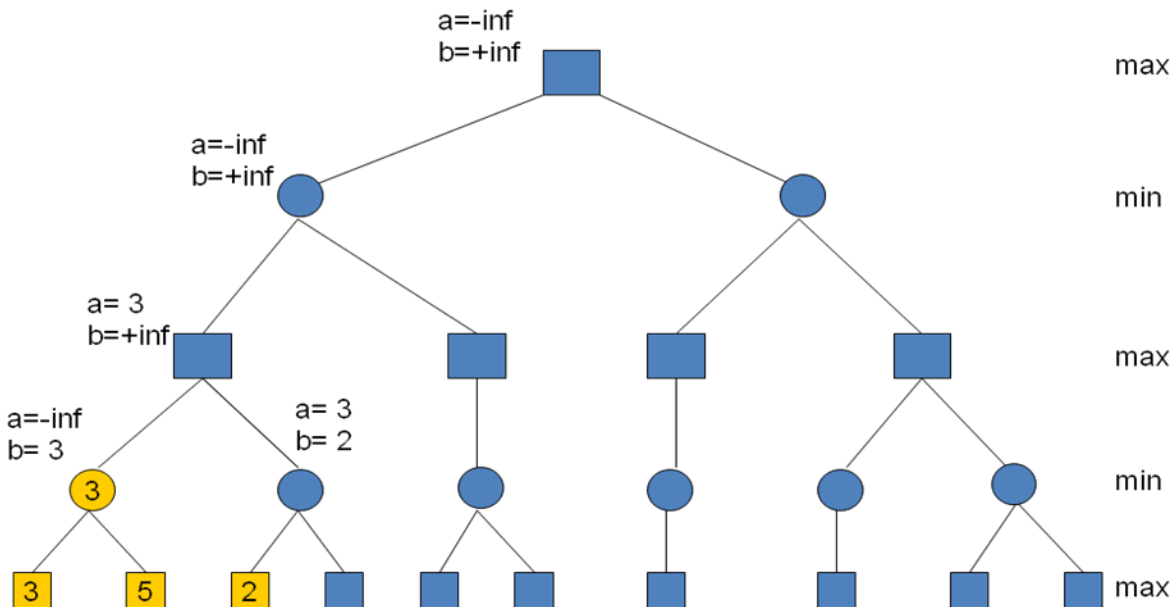 a=-inf
b=+inf
max
a=-inf
b=+inf
min
a= 3
b=+inf
max
a=-inf
b= 3
a= 3
b= 2
3
min
3
5
2
max